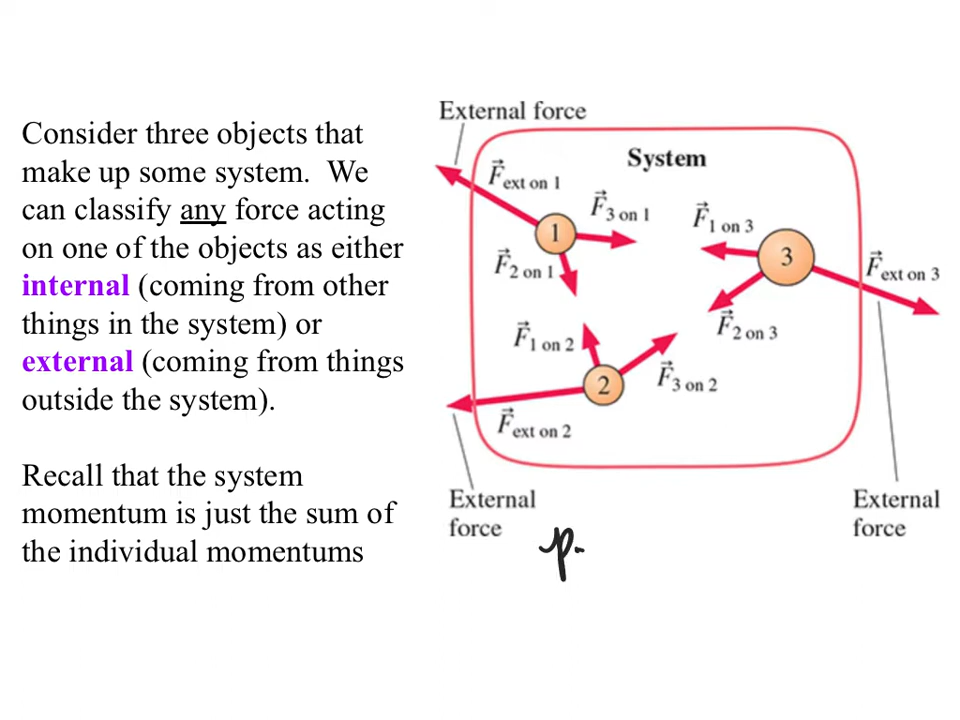 Consider three objects that
make up some system. We
can classify any force acting
on one of the objects as either
internal (coming from other
things in the system) or
external (coming from things
outside the system).
Recall that the system
momentum is just the sum of
the individual momentums
External force
System
F⃗ext on 1
F⃗3 on 1
F⃗1 on 3
1
3
F⃗2 on 1
F⃗ext on 3
F⃗1 on 2
F⃗2 on 3
2
F⃗3 on 2
F⃗ext on 2
External
force
External
force
p